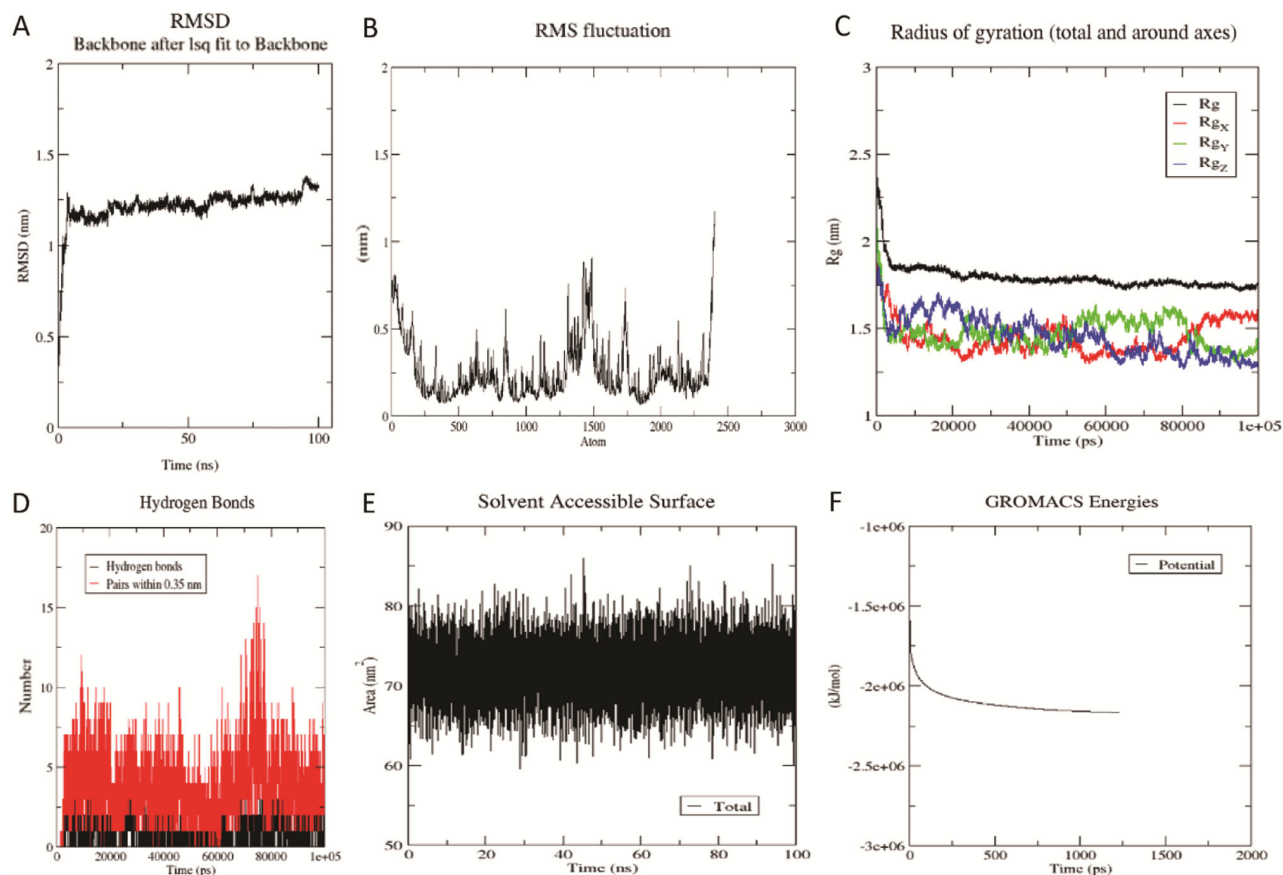 A
RMSD
Backbone after lsq fit to Backbone
2
1.5
1
0.5
0
RMSD (nm)
0
50
100
Time (ns)
B
RMS fluctuation
2
1.5
1
0.5
0
(nm)
0
500
1000
1500
2000
2500
3000
Atom
C
Radius of gyration (total and around axes)
3
2.5
2
1.5
1
Rg (nm)
Rg
RgX
RgY
RgZ
20000
40000
60000
80000
1e+05
Time (ps)
D
Hydrogen Bonds
20
15
10
5
0
Number
Hydrogen bonds
Pairs within 0.35 nm
0
20000
40000
60000
80000
1e+05
Time (ps)
E
Solvent Accessible Surface
90
80
70
60
50
Area (nm²)
Total
0
20
40
60
80
100
Time (ns)
F
GROMACS Energies
-1e+06
-1.5e+06
-2e+06
-2.5e+06
-3e+06
(kJ/mol)
Potential
0
500
1000
1500
2000
Time (ps)